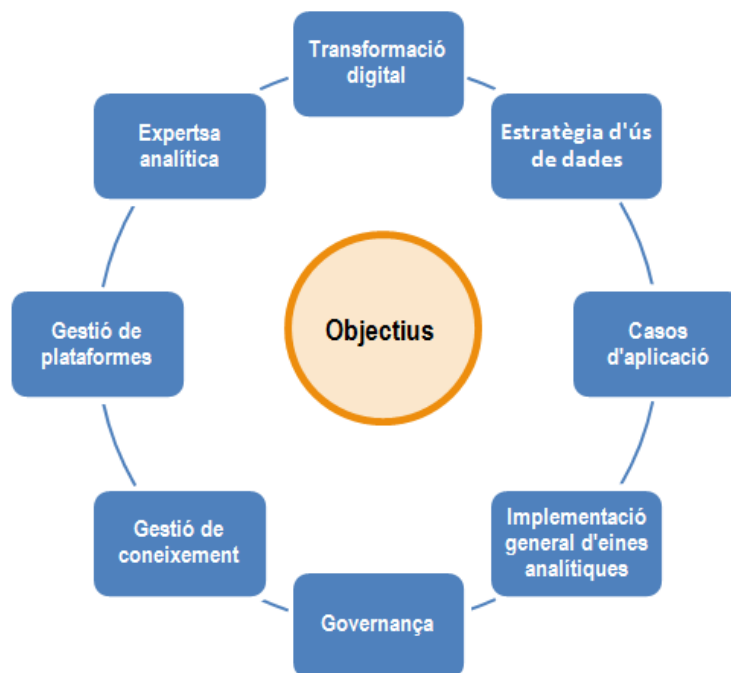 Transformació
digital
Estratègia d'ús
de dades
Casos
d'aplicació
Implementació
general d'eines
analítiques
Governança
Gestió de
coneixement
Gestió de
plataformes
Expertsa
analítica
Objectius